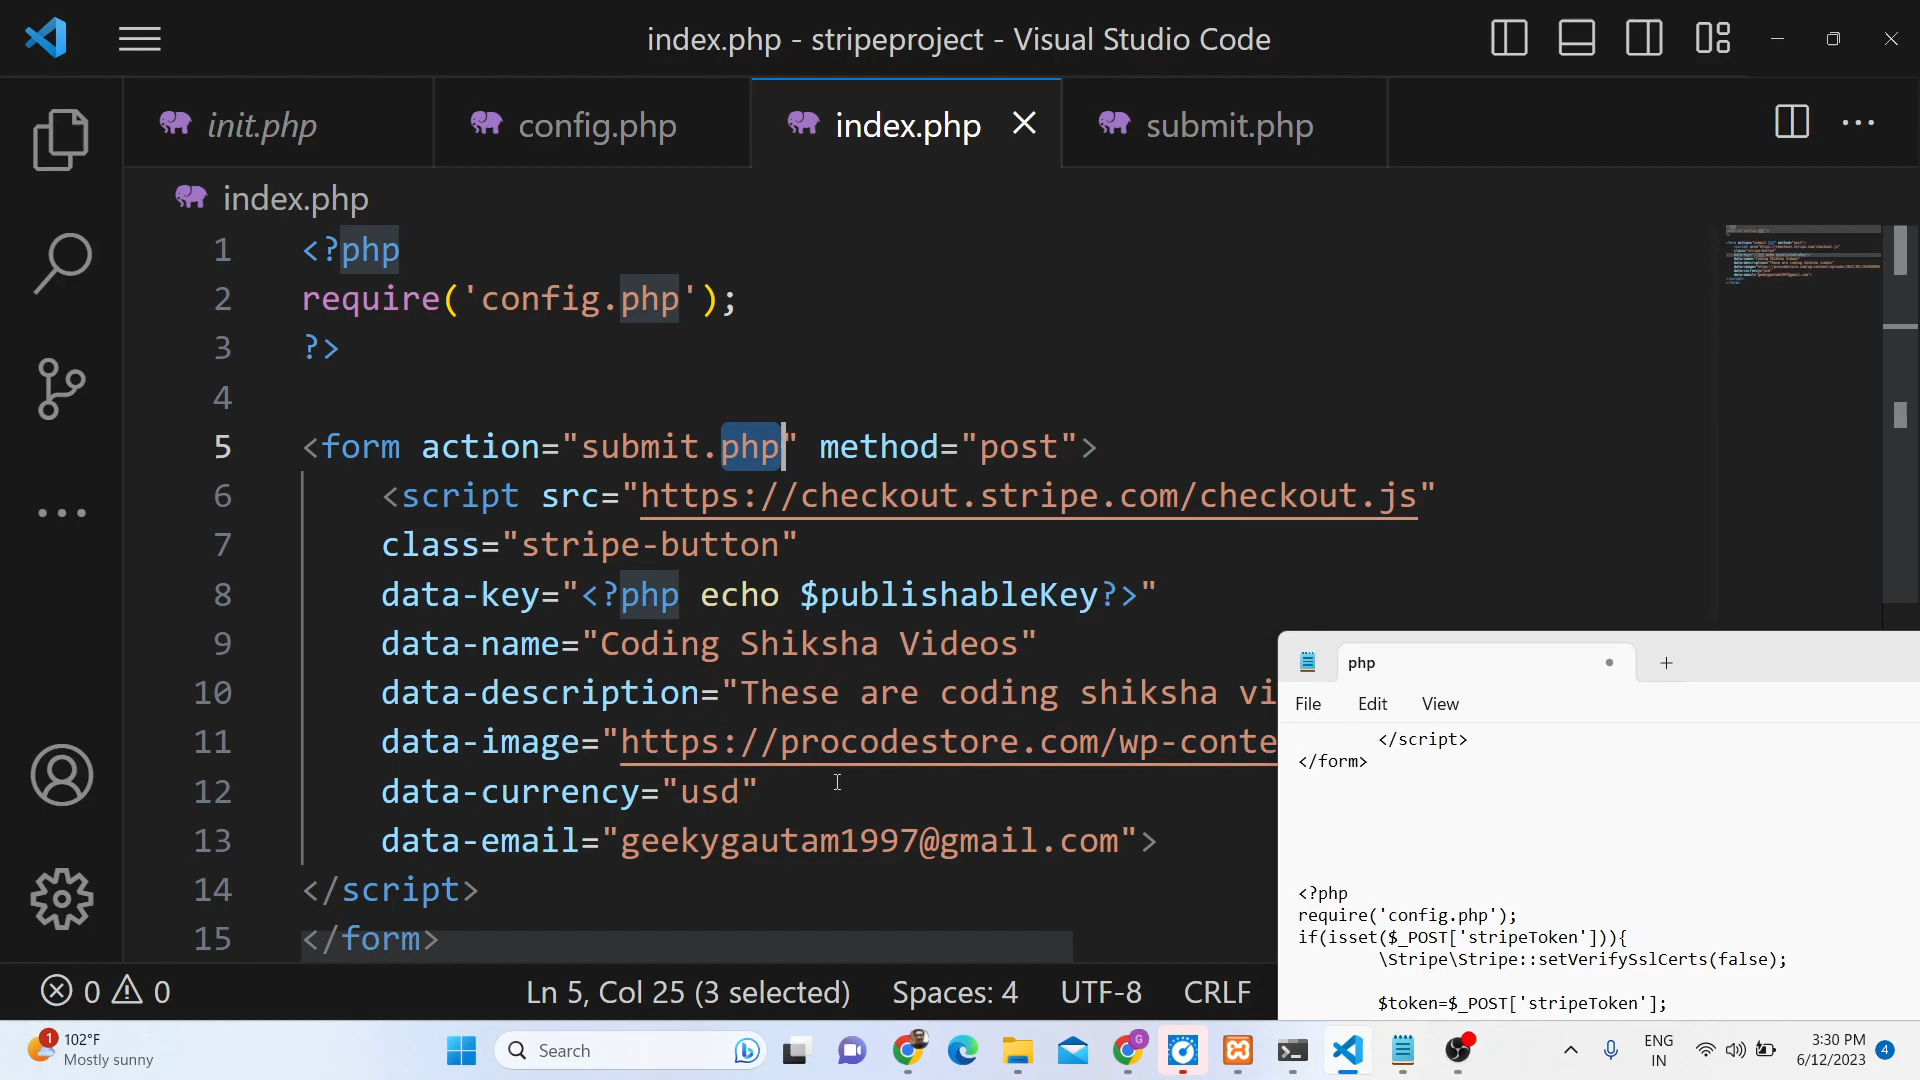 index.php - stripeproject - Visual Studio Code
init.php
config.php
index.php
submit.php
index.php
1 <?php
2 require('config.php');
3 ?>
4
5 <form action="submit.php" method="post">
6 <script src="https://checkout.stripe.com/checkout.js"
7 class="stripe-button"
8 data-key="<?php echo $publishableKey?>"
9 data-name="Coding Shiksha Videos"
10 data-description="These are coding shiksha vi
11 data-image="https://procodestore.com/wp-conte
12 data-currency="usd"
13 data-email="geekygautam1997@gmail.com">
14 </script>
15 </form>
php
File Edit View
</script>
</form>
<?php
require('config.php');
if(isset($_POST['stripeToken'])){
\Stripe\Stripe::setVerifySslCerts(false);
$token=$_POST['stripeToken'];
0 0
Ln 5, Col 25 (3 selected) Spaces: 4 UTF-8 CRLF
1
102°F
Mostly sunny
Search
G
ENG
IN
3:30 PM
6/12/2023
4